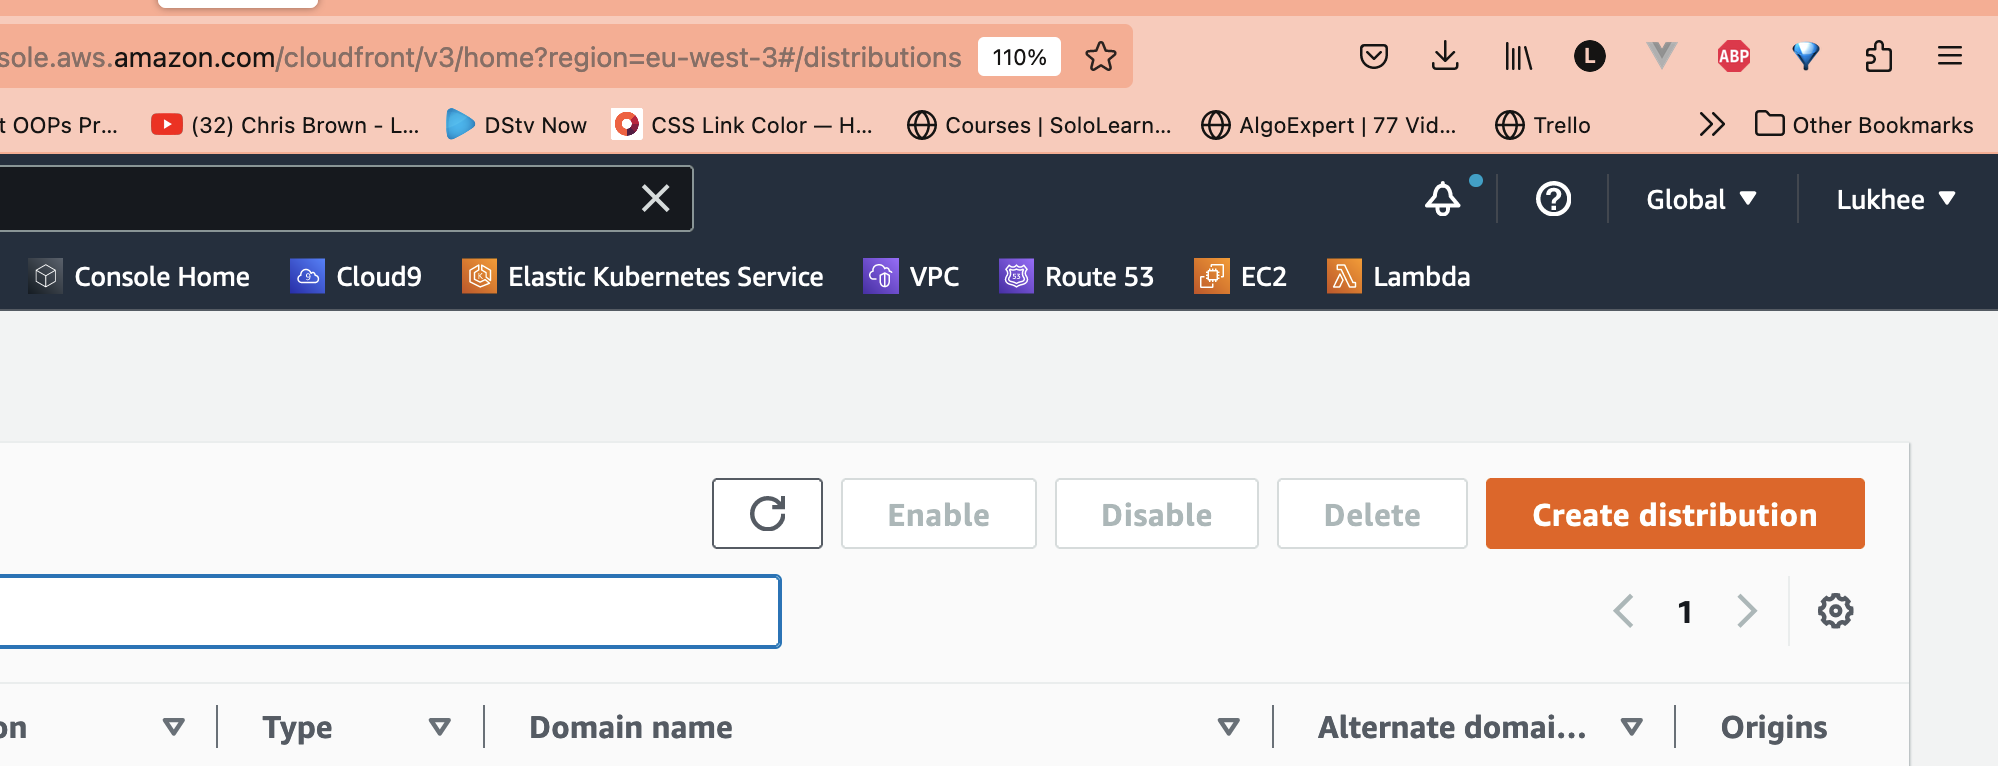 sole.aws.amazon.com/cloudfront/v3/home?region=eu-west-3#/distributions 110% L ABP
t OOPs Pr... (32) Chris Brown - L... DStv Now CSS Link Color — H... Courses | SoloLearn... AlgoExpert | 77 Vid... Trello Other Bookmarks
Global Lukhee
Console Home Cloud9 Elastic Kubernetes Service VPC Route 53 EC2 Lambda
Enable Disable Delete Create distribution
1
on Type Domain name Alternate domai... Origins